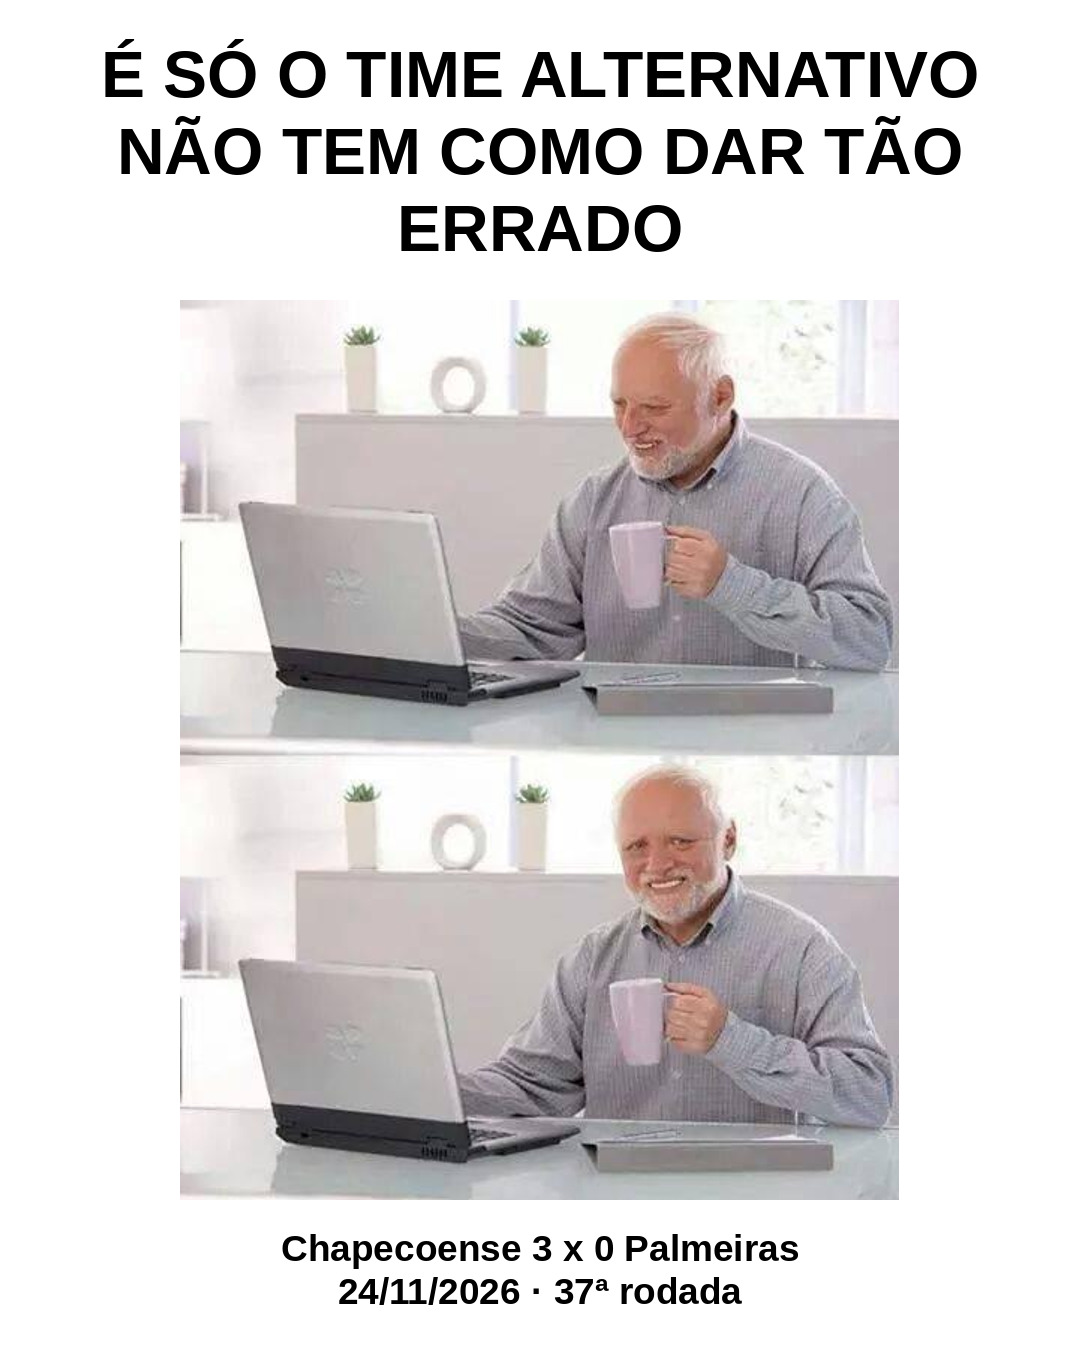 É SÓ O TIME ALTERNATIVO
NÃO TEM COMO DAR TÃO
ERRADO
Chapecoense 3 x 0 Palmeiras
24/11/2026 · 37ª rodada